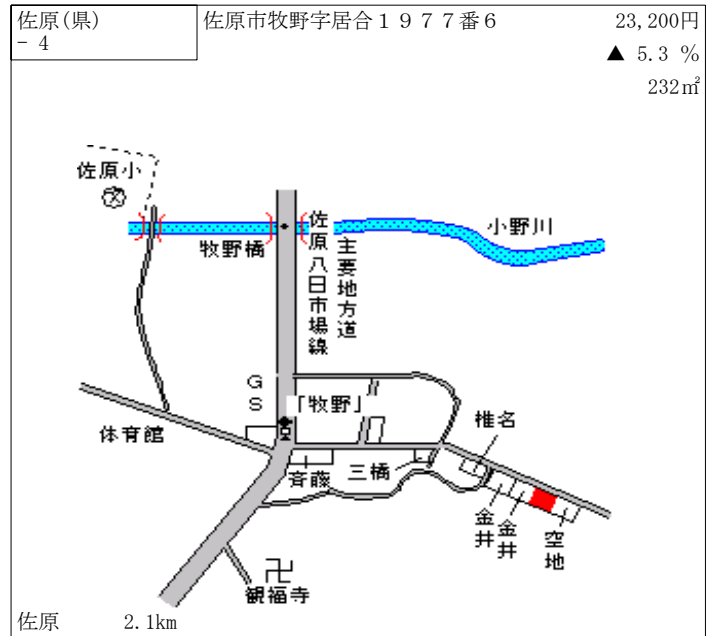 佐原(県)
- 4
佐原市牧野字居合１９７７番６
23,200円
▲ 5.3 %
232㎡
佐原小
牧野橋
佐原八日市場線
主要地方道
小野川
GS
「牧野」
体育館
斉藤
三橋
椎名
金井
金井
空地
観福寺
佐原 2.1km